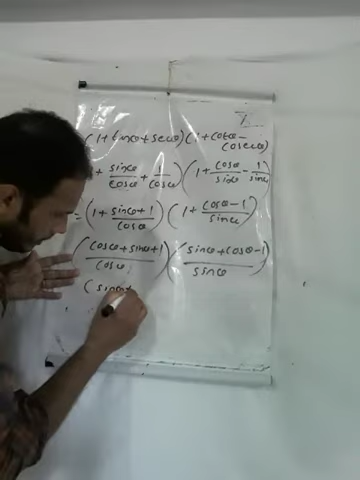 (1+tanθ+secθ)(1+cotθ-
cosecθ)
+ sinθ/cosθ + 1/cosθ)(1+cosθ/sinθ-1/sinθ
=(1+sinθ+1/cosθ)(1+cosθ-1/sinθ)
(cosθ+sinθ+1/cosθ)(sinθ+cosθ-1/sinθ)
(sinθ+